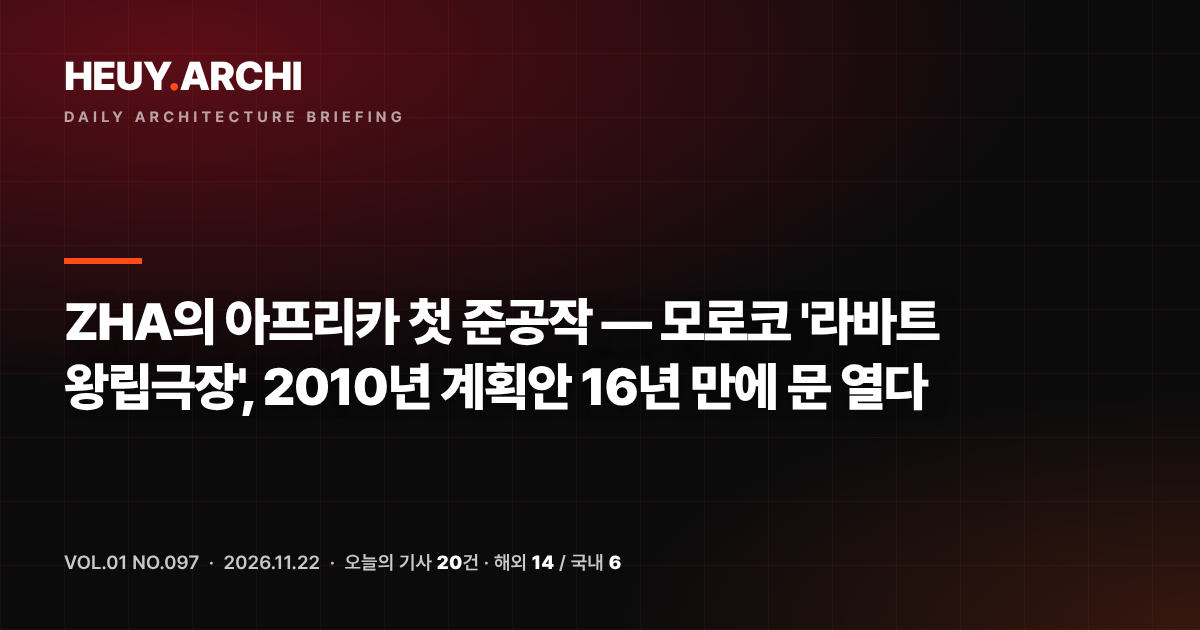 HEUY.ARCHI
DAILY ARCHITECTURE BRIEFING
ZHA의 아프리카 첫 준공작 — 모로코 '라바트
왕립극장', 2010년 계획안 16년 만에 문 열다
VOL.01 NO.097 · 2026.11.22 · 오늘의 기사 20건 · 해외 14 / 국내 6